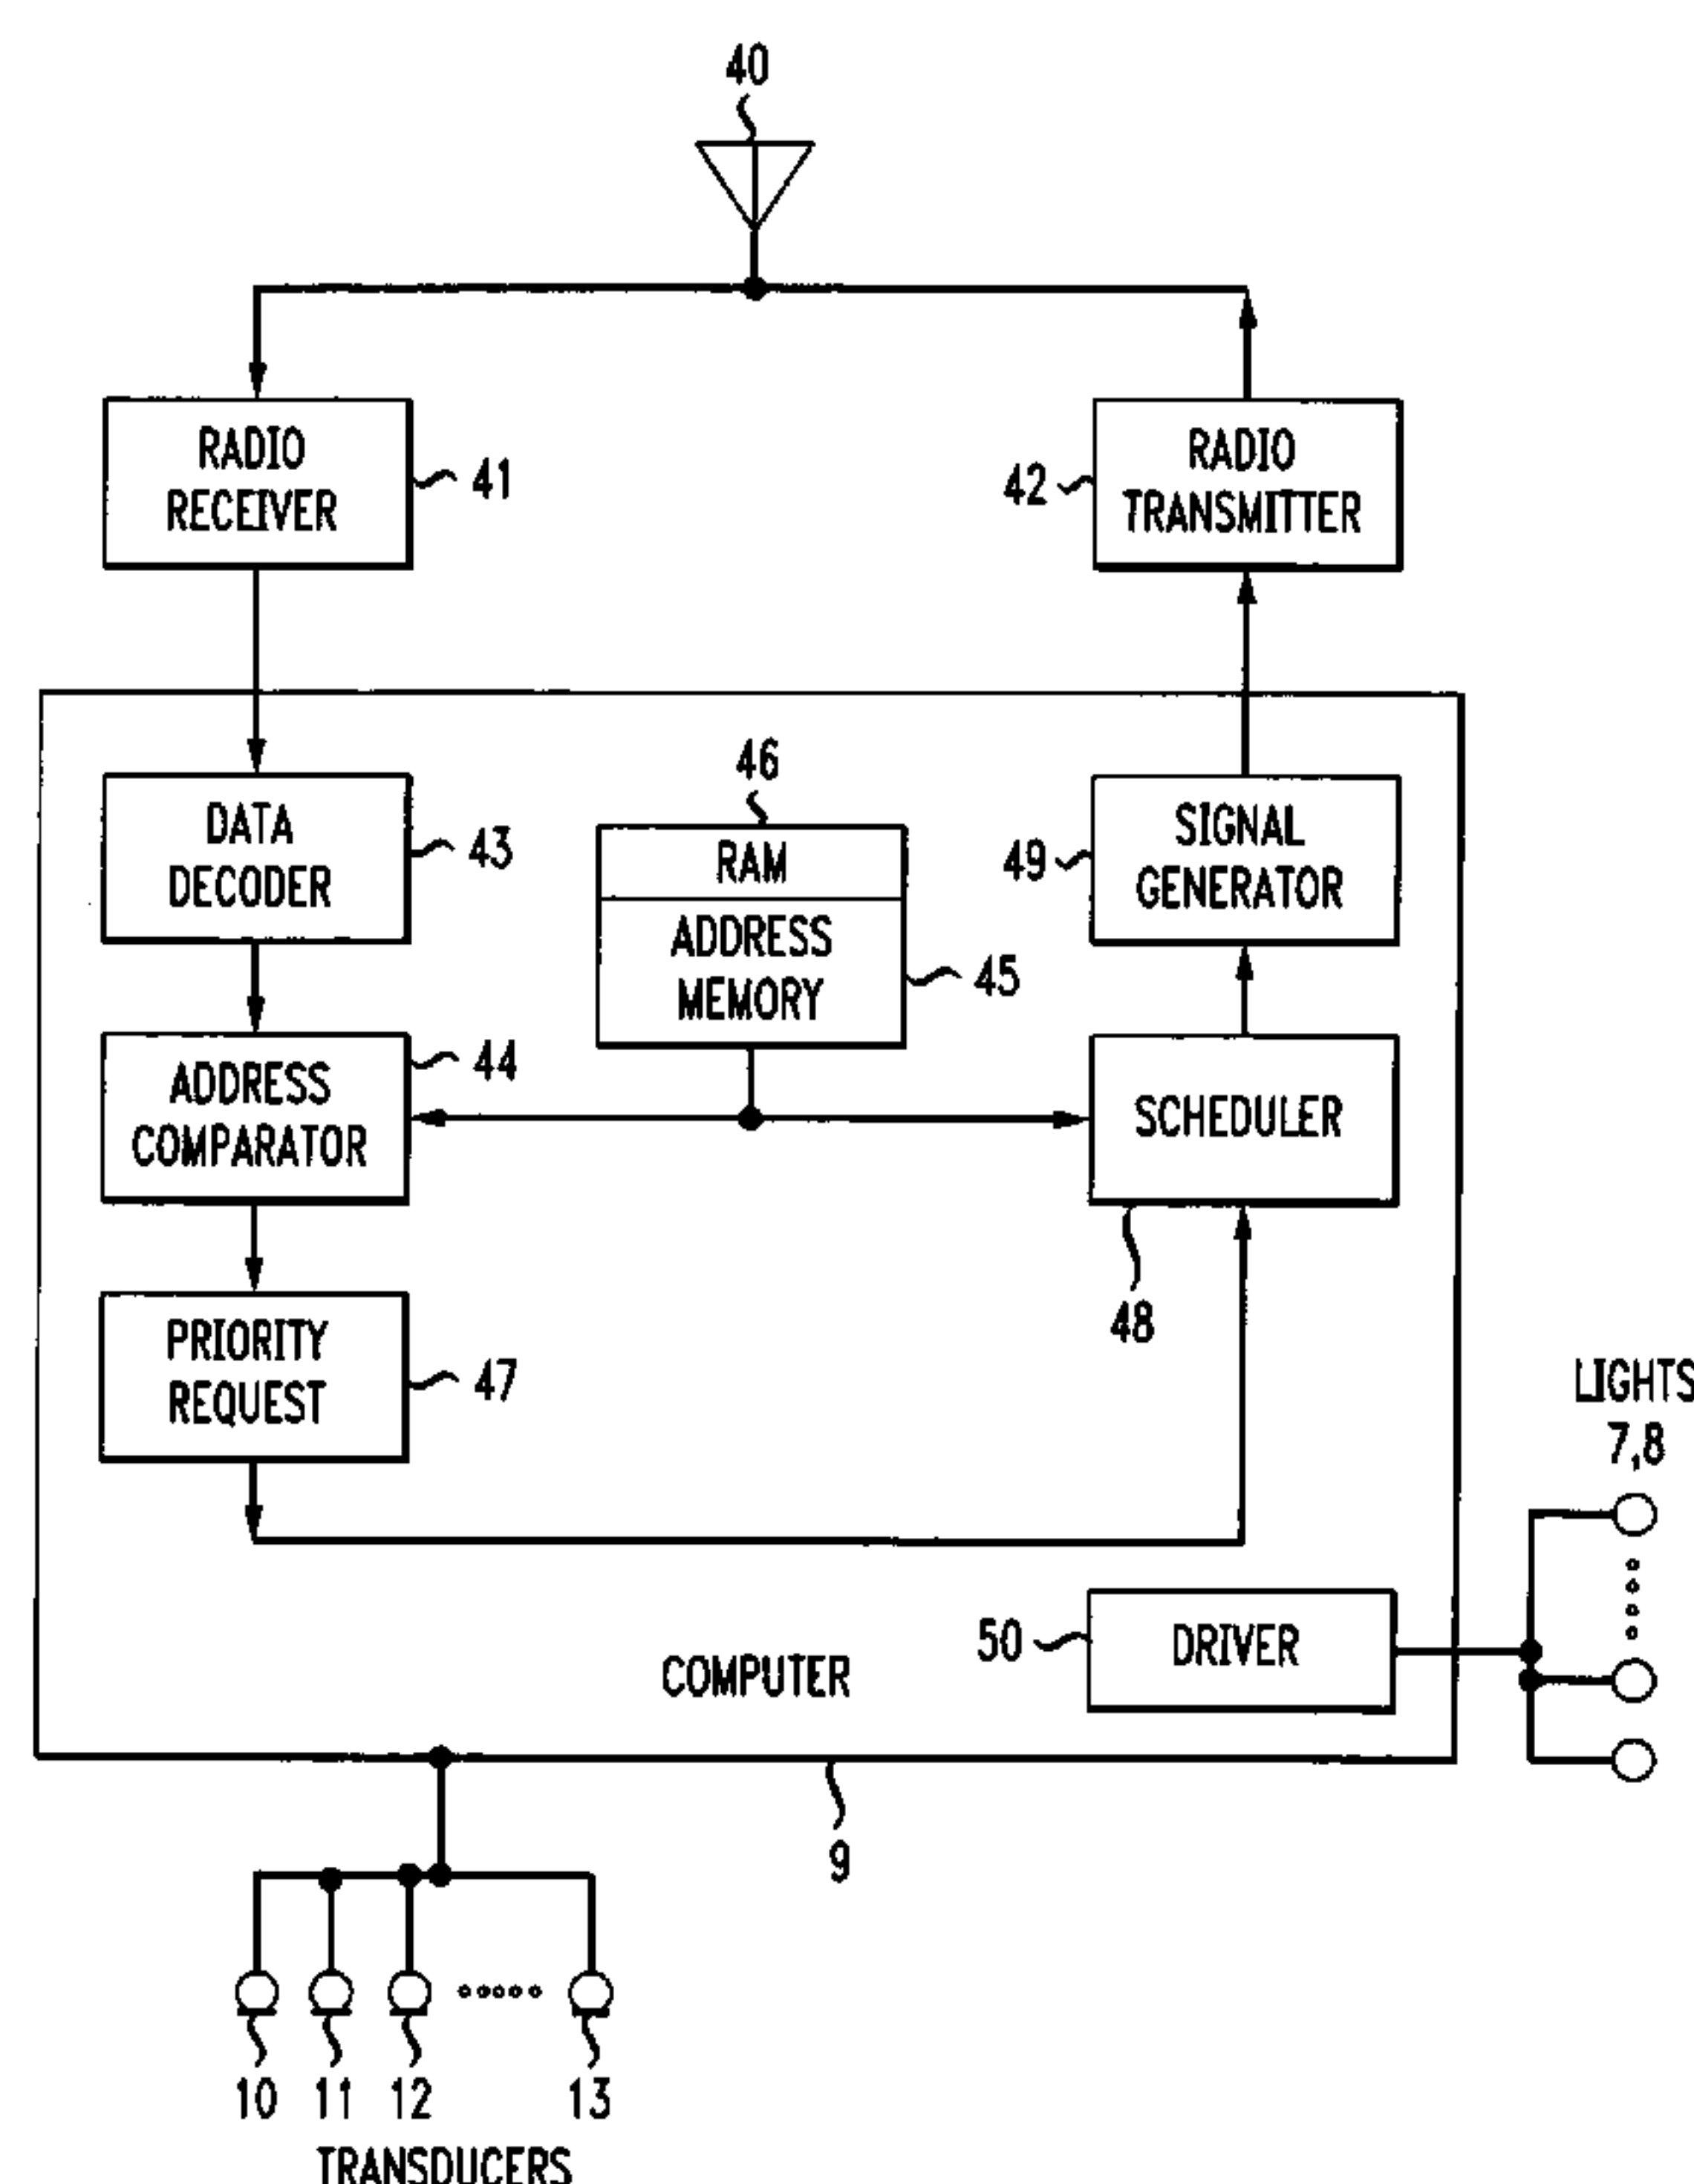 40
RADIO
RECEIVER
41
42
RADIO
TRANSMITTER
DATA
DECODER
43
46
RAM
ADDRESS
MEMORY
45
49
SIGNAL
GENERATOR
ADDRESS
COMPARATOR
44
SCHEDULER
48
PRIORITY
REQUEST
47
LIGHTS
7,8
50
DRIVER
COMPUTER
9
10
11
12
13
TRANSDUCERS